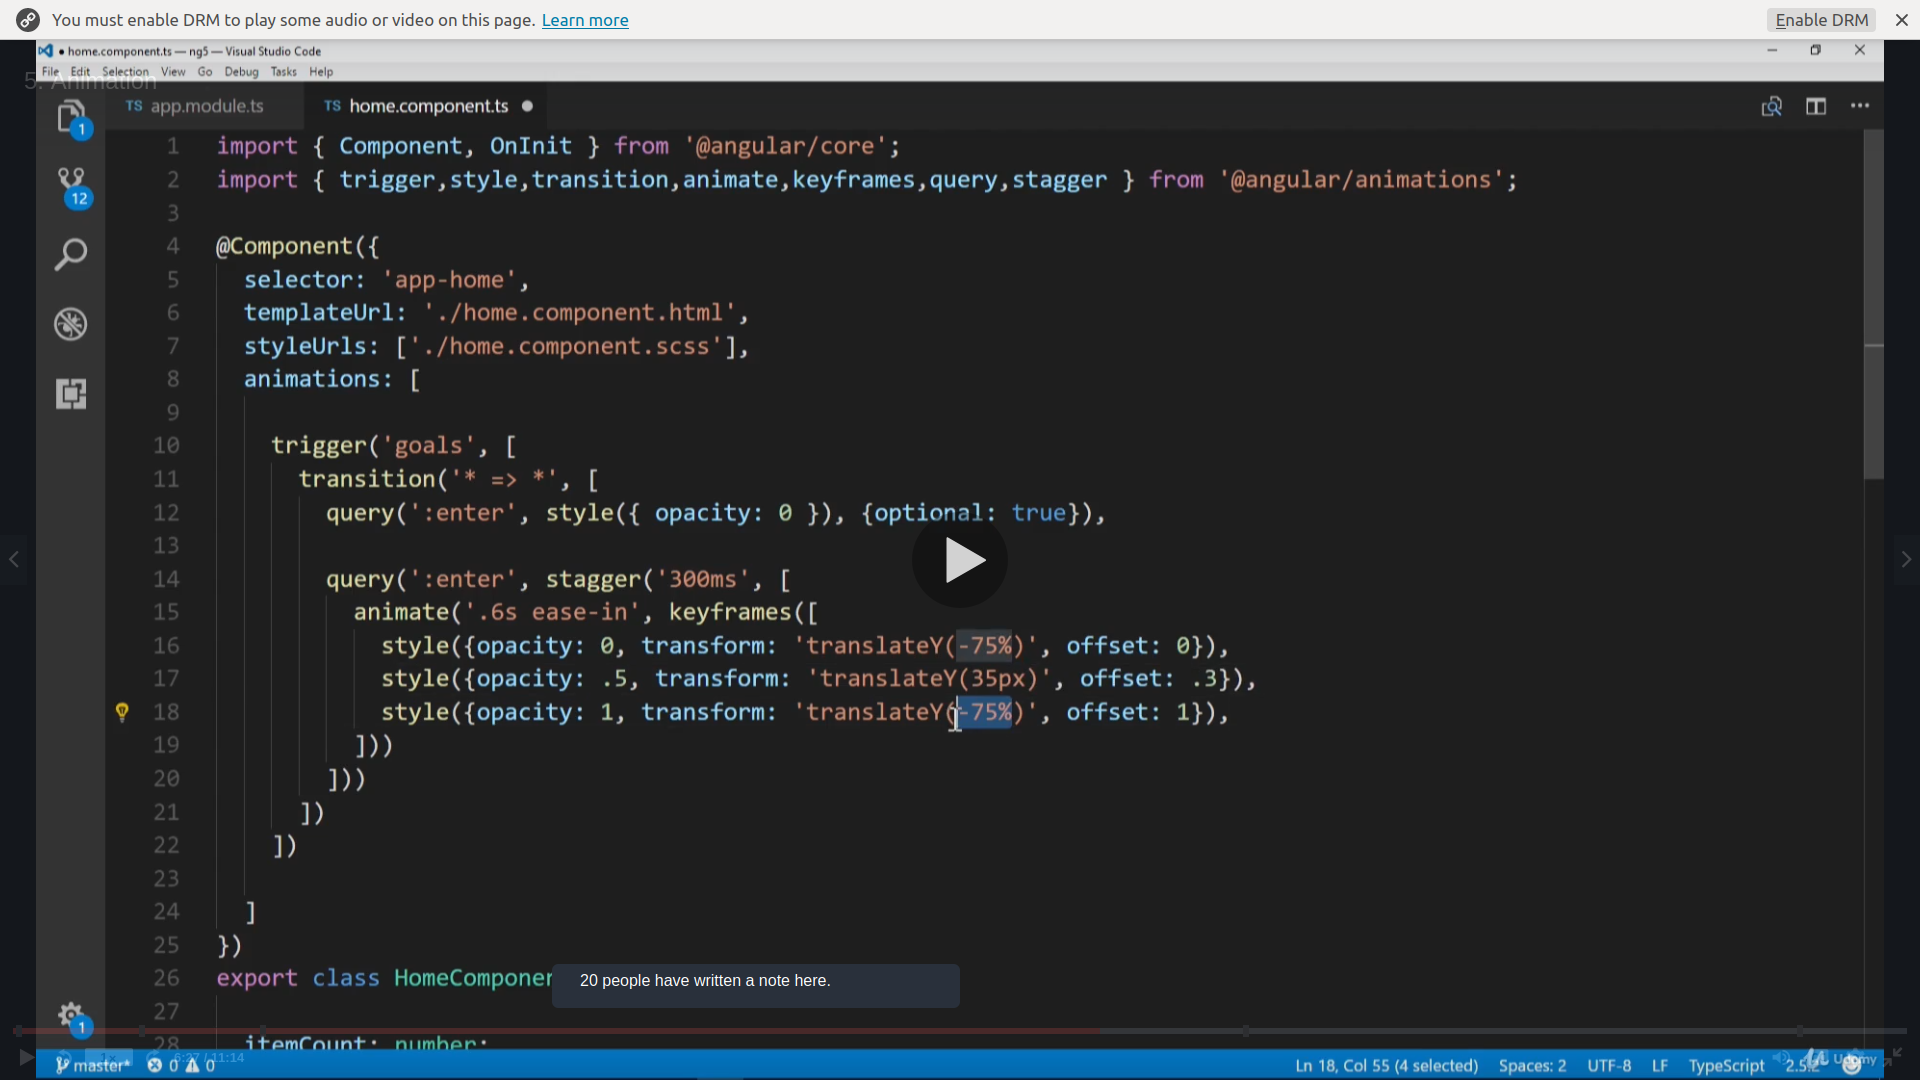 You must enable DRM to play some audio or video on this page. Learn more
Enable DRM
● home.component.ts — ng5 — Visual Studio Code
File Edit Selection View Go Debug Tasks Help
5. Animation
TS app.module.ts
TS home.component.ts
1
12
1
1 import { Component, OnInit } from '@angular/core';
2 import { trigger,style,transition,animate,keyframes,query,stagger } from '@angular/animations';
3
4 @Component({
5   selector: 'app-home',
6   templateUrl: './home.component.html',
7   styleUrls: ['./home.component.scss'],
8   animations: [
9
10     trigger('goals', [
11       transition('* => *', [
12         query(':enter', style({ opacity: 0 }), {optional: true}),
13
14         query(':enter', stagger('300ms', [
15           animate('.6s ease-in', keyframes([
16             style({opacity: 0, transform: 'translateY(-75%)', offset: 0}),
17             style({opacity: .5, transform: 'translateY(35px)', offset: .3}),
18             style({opacity: 1, transform: 'translateY(-75%)', offset: 1}),
19           ]))
20         ]))
21       ])
22     ])
23
24   ]
25 })
26 export class HomeComponen
20 people have written a note here.
27
28   itemCount: number;
6:27 / 11:14
master* 0 0
Ln 18, Col 55 (4 selected) Spaces: 2 UTF-8 LF TypeScript 2.5.2
Udemy